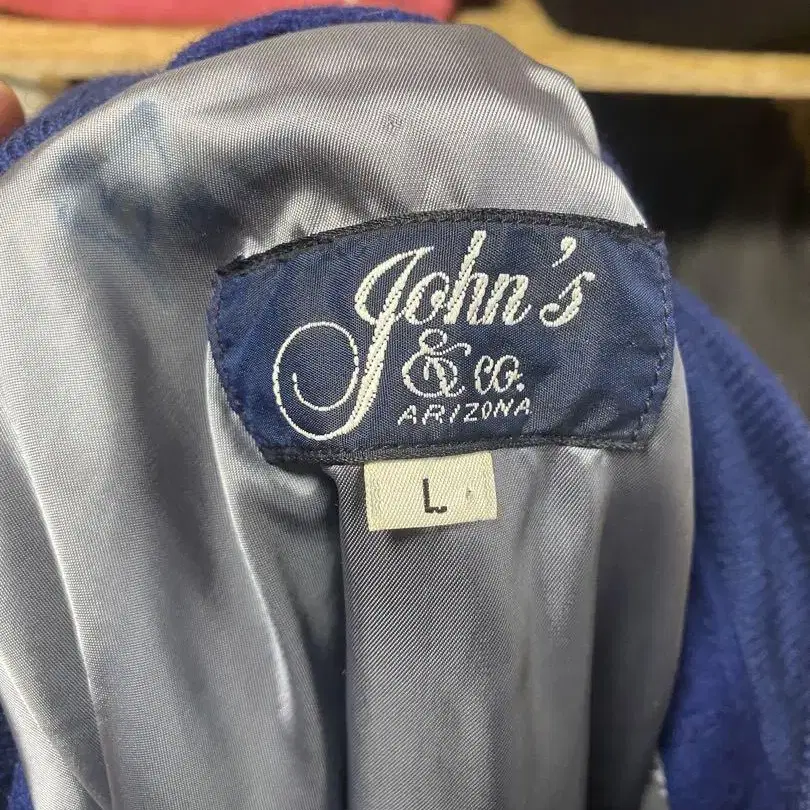 John's
& CO.
ARIZONA
L